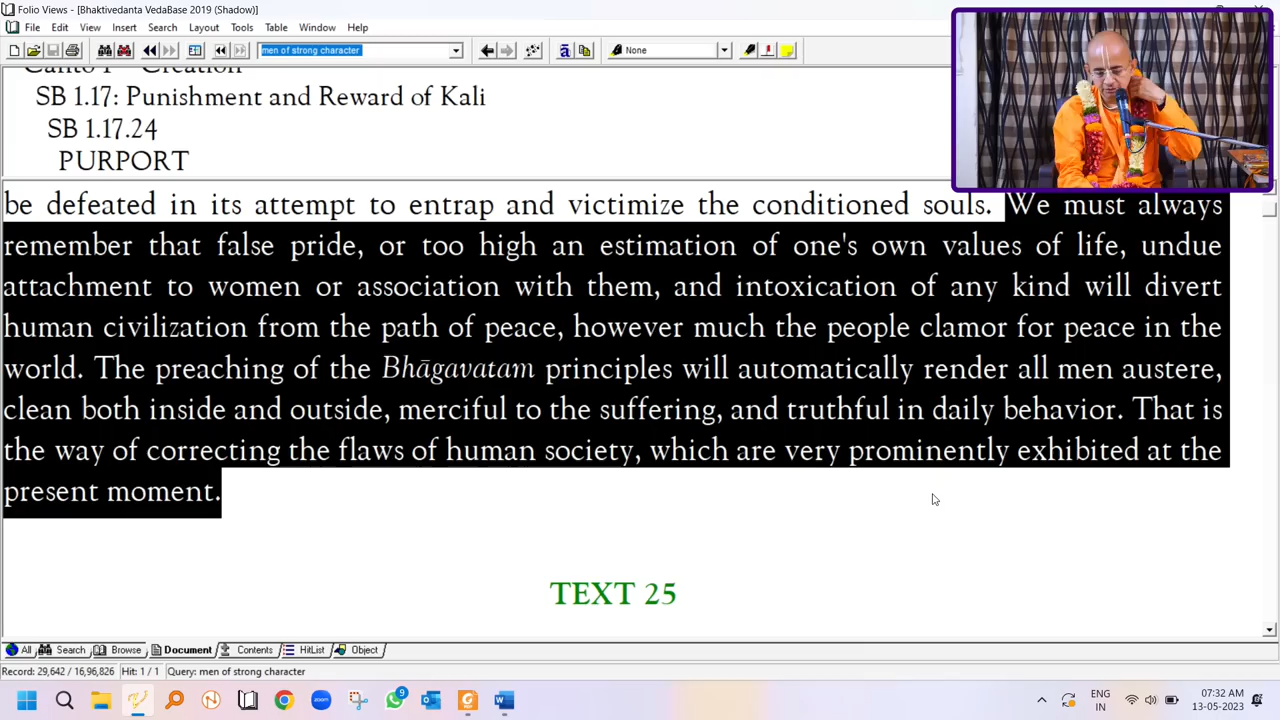 Folio Views - [Bhaktivedanta VedaBase 2019 (Shadow)]
File Edit View Insert Search Layout Tools Table Window Help
men of strong character
None
Canto 1 - Creation
SB 1.17: Punishment and Reward of Kali
SB 1.17.24
PURPORT
be defeated in its attempt to entrap and victimize the conditioned souls. We must always
remember that false pride, or too high an estimation of one's own values of life, undue
attachment to women or association with them, and intoxication of any kind will divert
human civilization from the path of peace, however much the people clamor for peace in the
world. The preaching of the Bhāgavatam principles will automatically render all men austere,
clean both inside and outside, merciful to the suffering, and truthful in daily behavior. That is
the way of correcting the flaws of human society, which are very prominently exhibited at the
present moment.
TEXT 25
All Search Browse Document Contents HitList Object
Record: 29,642 / 16,96,826 Hit: 1 / 1 Query: men of strong character
zoom 9 ENG 07:32 AM
IN 13-05-2023